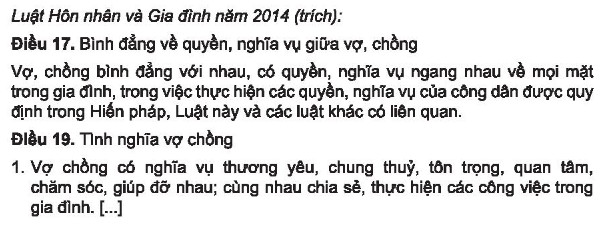 Luật Hôn nhân và Gia đình năm 2014 (trích):
Điều 17. Bình đẳng về quyền, nghĩa vụ giữa vợ, chồng
Vợ, chồng bình đẳng với nhau, có quyền, nghĩa vụ ngang nhau về mọi mặt
trong gia đình, trong việc thực hiện các quyền, nghĩa vụ của công dân được quy
định trong Hiến pháp, Luật này và các luật khác có liên quan.
Điều 19. Tình nghĩa vợ chồng
1. Vợ chồng có nghĩa vụ thương yêu, chung thuỷ, tôn trọng, quan tâm,
chăm sóc, giúp đỡ nhau; cùng nhau chia sẻ, thực hiện các công việc trong
gia đình. [...]